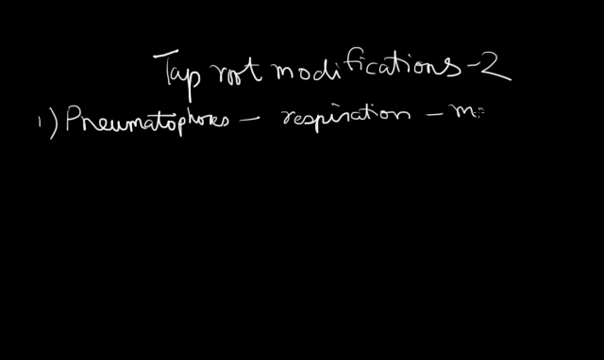 Tap root modifications-2
1) Pneumatophores - respiration - m